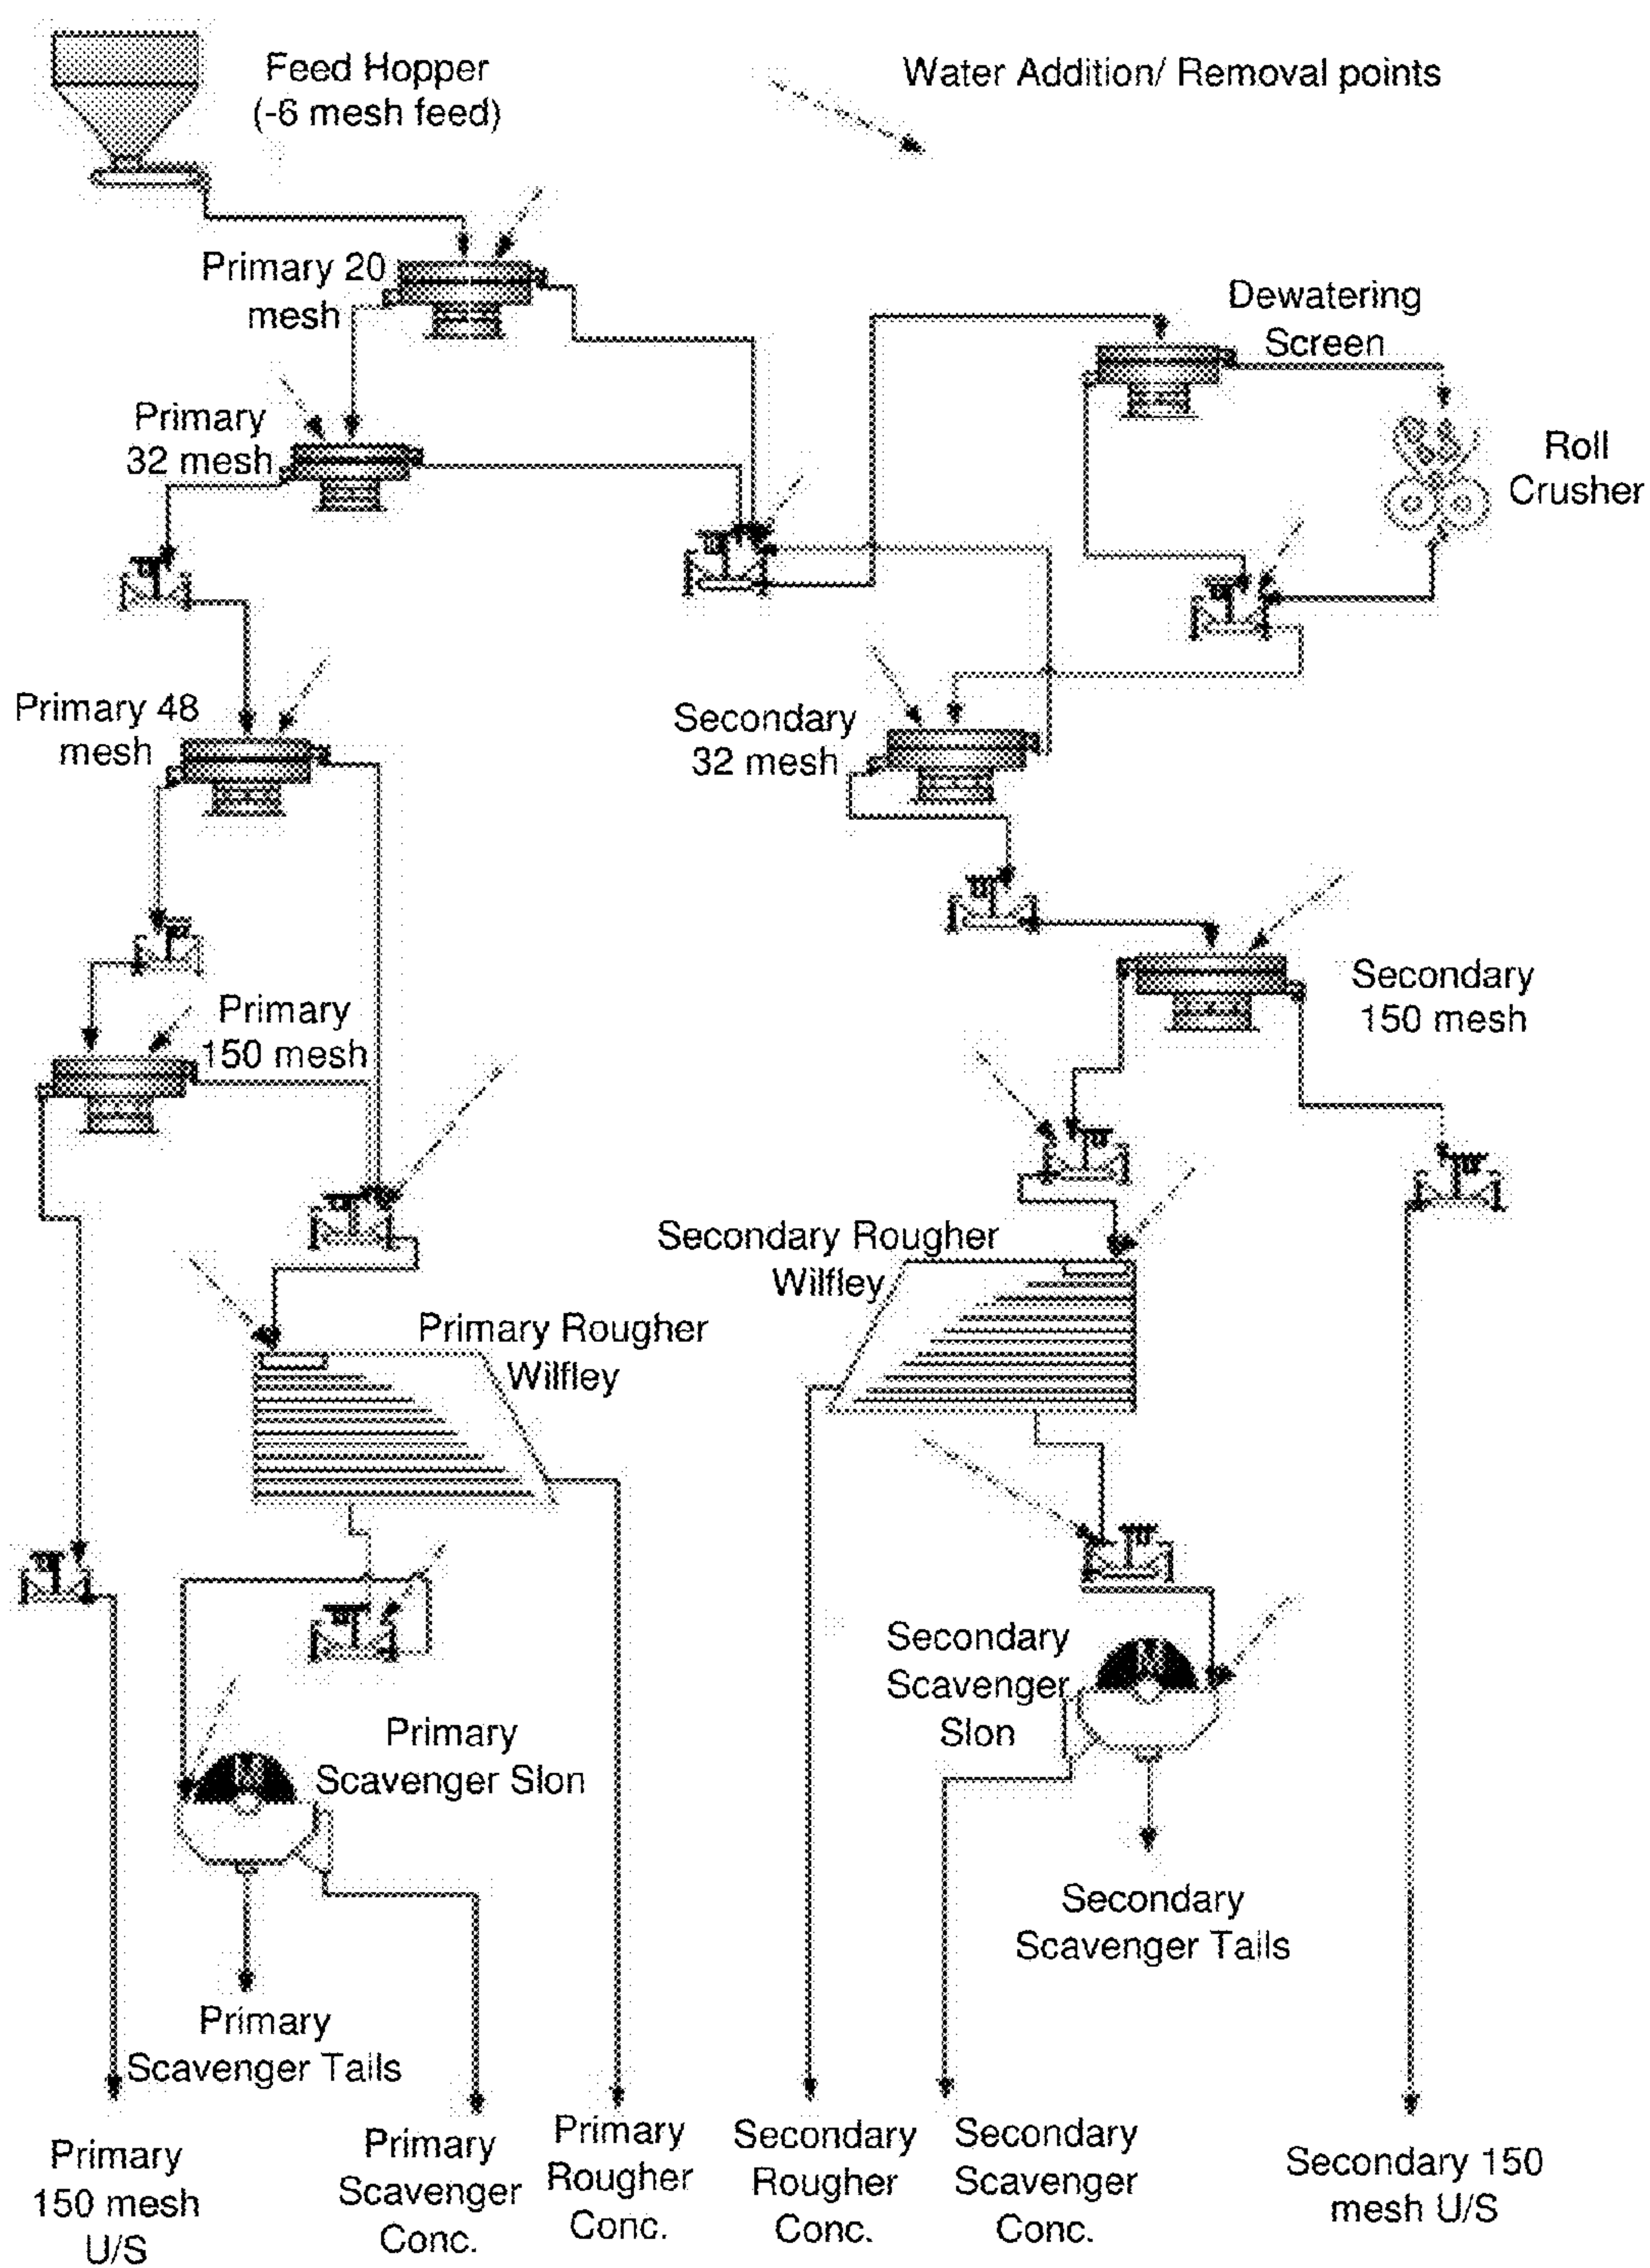 Feed Hopper
(-6 mesh feed)
Water Addition/ Removal points
Primary 20
mesh
Dewatering
Screen
Primary
32 mesh
Roll
Crusher
Primary 48
mesh
Secondary
32 mesh
Primary
150 mesh
Secondary
150 mesh
Secondary Rougher
Wilfley
Primary Rougher
Wilfley
Secondary
Scavenger
Slon
Primary
Scavenger Slon
Secondary
Scavenger Tails
Primary
Scavenger Tails
Primary
150 mesh
U/S
Primary
Scavenger
Conc.
Primary
Rougher
Conc.
Secondary
Rougher
Conc.
Secondary
Scavenger
Conc.
Secondary 150
mesh U/S